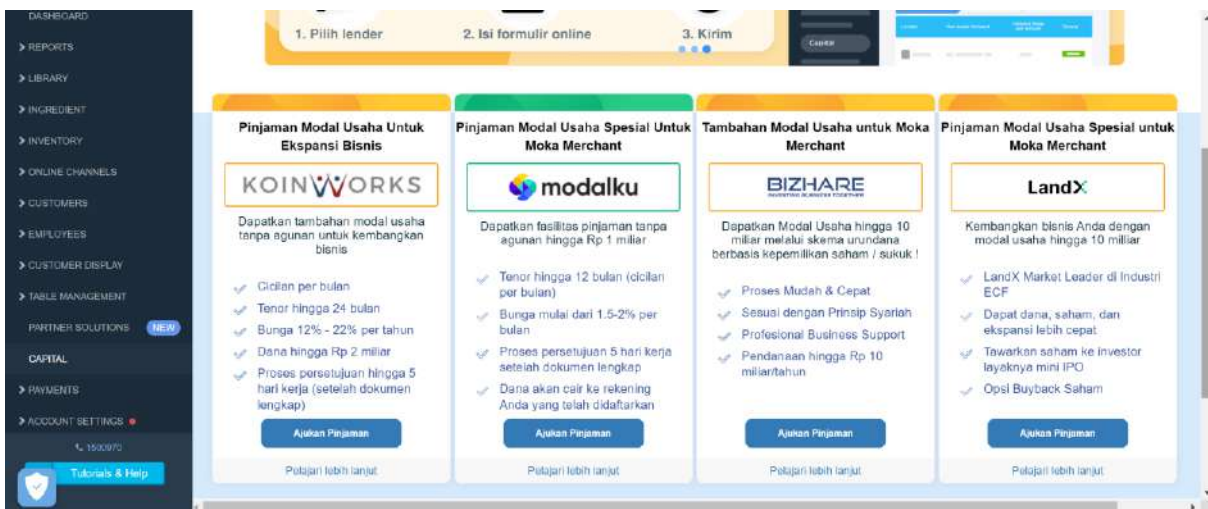 DASHBOARD
REPORTS
LIBRARY
INGREDIENT
INVENTORY
ONLINE CHANNELS
CUSTOMERS
EMPLOYEES
CUSTOMER DISPLAY
TABLE MANAGEMENT
PARTNER SOLUTIONS NEW
CAPITAL
PAYMENTS
ACCOUNT SETTINGS
1500970
Tutorials & Help
1. Pilih lender
2. Isi formulir online
3. Kirim
Capital
Pinjaman Modal Usaha Untuk
Ekspansi Bisnis
KOINWORKS
Dapatkan tambahan modal usaha
tanpa agunan untuk kembangkan
bisnis
Cicilan per bulan
Tenor hingga 24 bulan
Bunga 12% - 22% per tahun
Dana hingga Rp 2 miliar
Proses persetujuan hingga 5
hari kerja (setelah dokumen
lengkap)
Ajukan Pinjaman
Pelajari lebih lanjut
Pinjaman Modal Usaha Spesial Untuk
Moka Merchant
modalku
Dapatkan fasilitas pinjaman tanpa
agunan hingga Rp 1 miliar
Tenor hingga 12 bulan (cicilan
per bulan)
Bunga mulai dari 1.5-2% per
bulan
Proses persetujuan 5 hari kerja
setelah dokumen lengkap
Dana akan cair ke rekening
Anda yang telah didaftarkan
Ajukan Pinjaman
Pelajari lebih lanjut
Tambahan Modal Usaha untuk Moka
Merchant
BIZHARE
INVESTING BUSINESS TOGETHER
Dapatkan Modal Usaha hingga 10
miliar melalui skema urundana
berbasis kepemilikan saham / sukuk !
Proses Mudah & Cepat
Sesuai dengan Prinsip Syariah
Profesional Business Support
Pendanaan hingga Rp 10
miliar/tahun
Ajukan Pinjaman
Pelajari lebih lanjut
Pinjaman Modal Usaha Spesial untuk
Moka Merchant
LandX
Kembangkan bisnis Anda dengan
modal usaha hingga 10 milliar
LandX Market Leader di Industri
ECF
Dapat dana, saham, dan
ekspansi lebih cepat
Tawarkan saham ke investor
layaknya mini IPO
Opsi Buyback Saham
Ajukan Pinjaman
Pelajari lebih lanjut